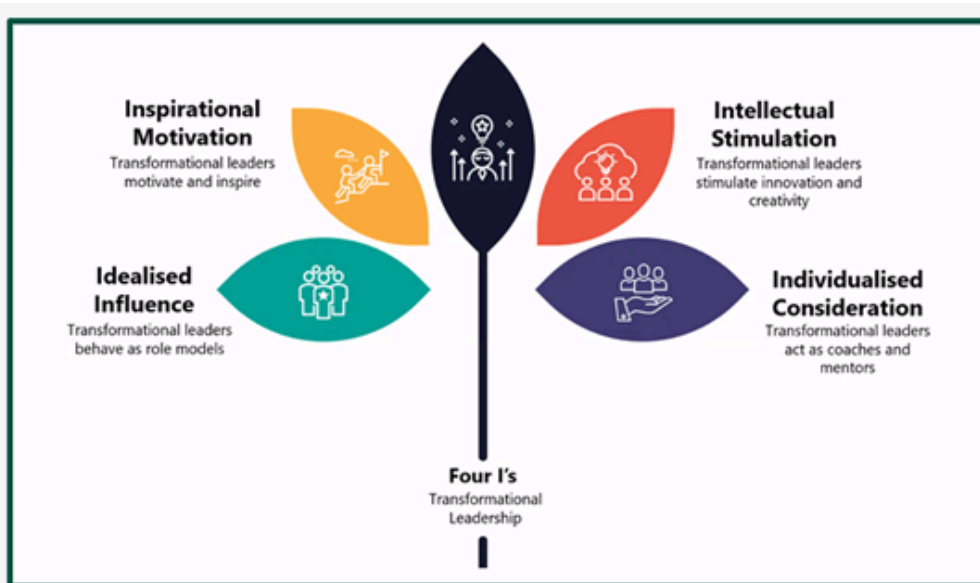 Inspirational
Motivation
Transformational leaders
motivate and inspire
Intellectual
Stimulation
Transformational leaders
stimulate innovation and
creativity
Idealised
Influence
Transformational leaders
behave as role models
Individualised
Consideration
Transformational leaders
act as coaches and
mentors
Four I's
Transformational
Leadership